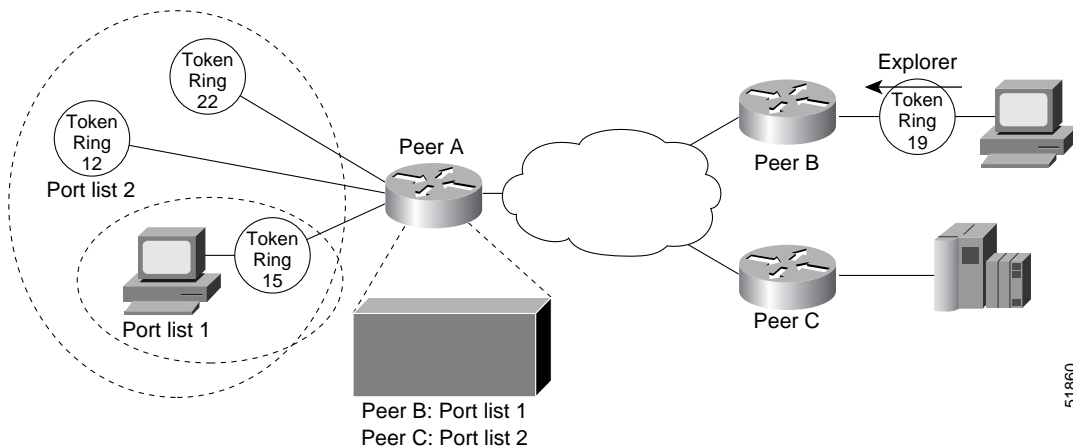 Token
Ring
22
Token
Ring
12
Port list 2
Token
Ring
15
Port list 1
Peer A
Peer B: Port list 1
Peer C: Port list 2
Explorer
Token
Ring
19
Peer B
Peer C
51860